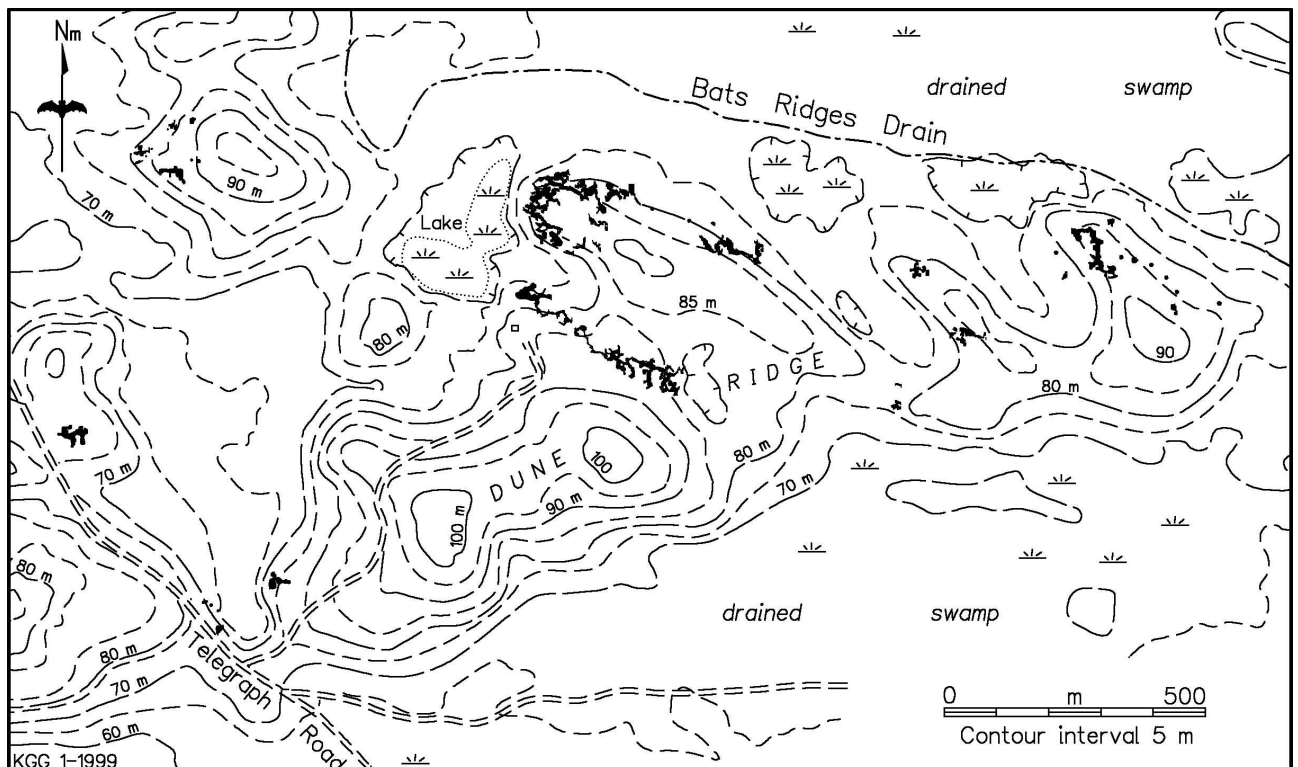 Nm
Bats Ridges Drain
drained swamp
90 m
70 m
Lake
80 m
85 m
RIDGE
90
80 m
DUNE
100
80 m
70 m
70 m
100 m
90 m
80 m
drained swamp
80 m
Telegraph Road
70 m
60 m
0 m 500
Contour interval 5 m
KGG 1-1999